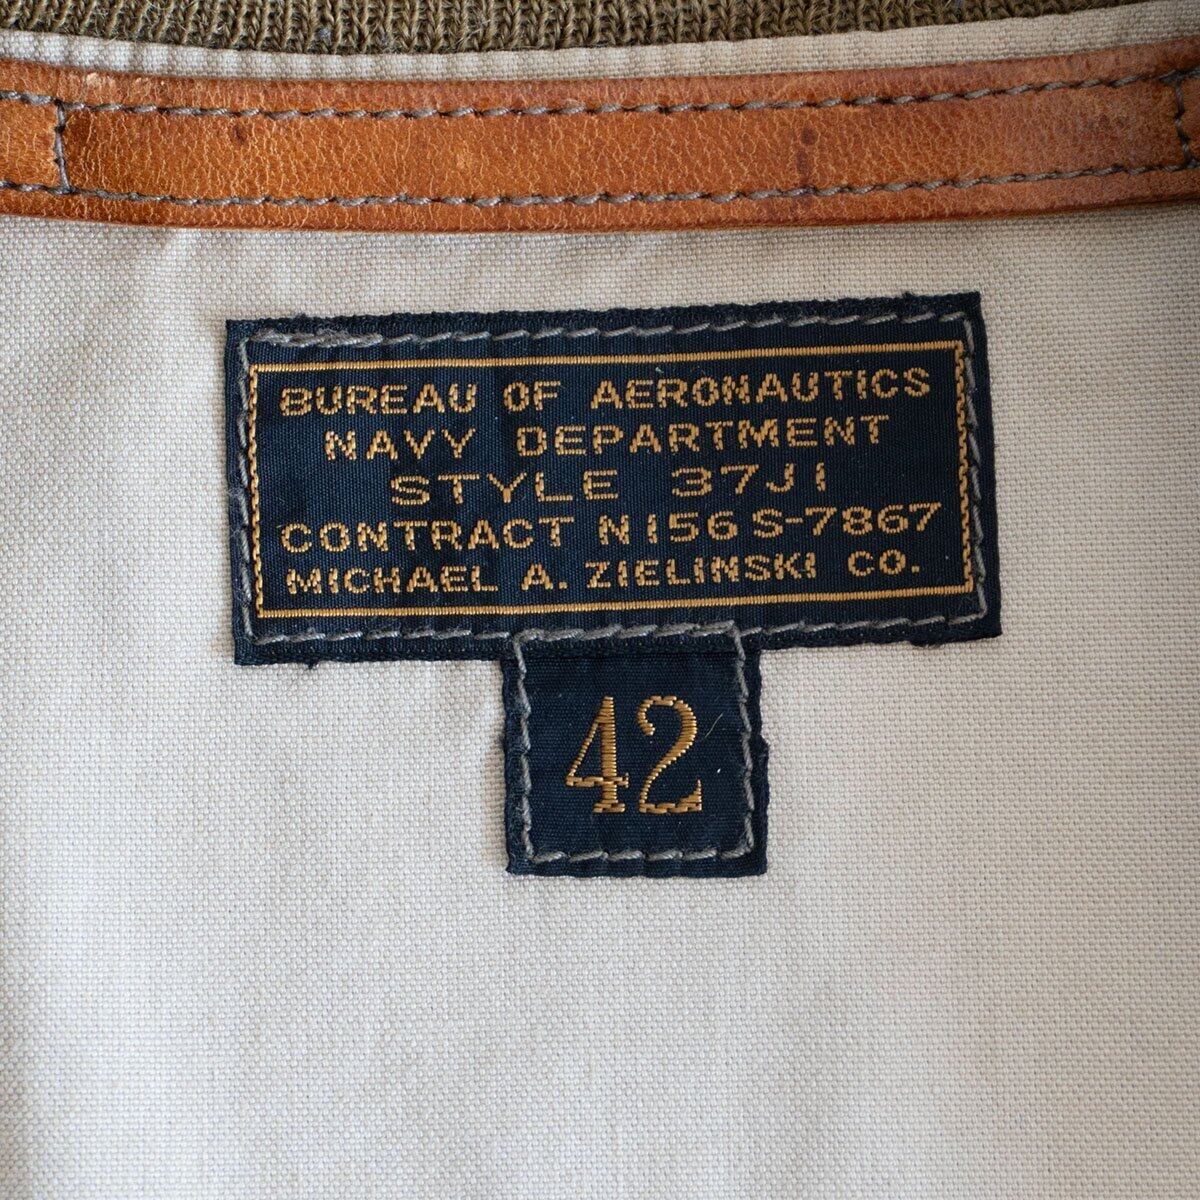 BUREAU OF AERONAUTICS
NAVY DEPARTMENT
STYLE 37J1
CONTRACT N156S-7867
MICHAEL A. ZIELINSKI CO.
42